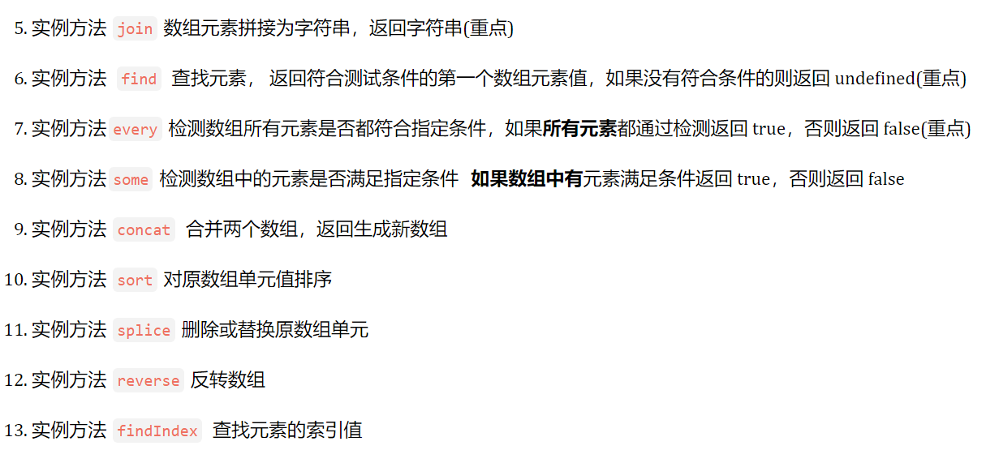 5. 实例方法 join 数组元素拼接为字符串，返回字符串(重点)
6. 实例方法 find 查找元素， 返回符合测试条件的第一个数组元素值，如果没有符合条件的则返回 undefined(重点)
7. 实例方法 every 检测数组所有元素是否都符合指定条件，如果所有元素都通过检测返回 true，否则返回 false(重点)
8. 实例方法 some 检测数组中的元素是否满足指定条件 如果数组中有元素满足条件返回 true，否则返回 false
9. 实例方法 concat 合并两个数组，返回生成新数组
10. 实例方法 sort 对原数组单元值排序
11. 实例方法 splice 删除或替换原数组单元
12. 实例方法 reverse 反转数组
13. 实例方法 findIndex 查找元素的索引值